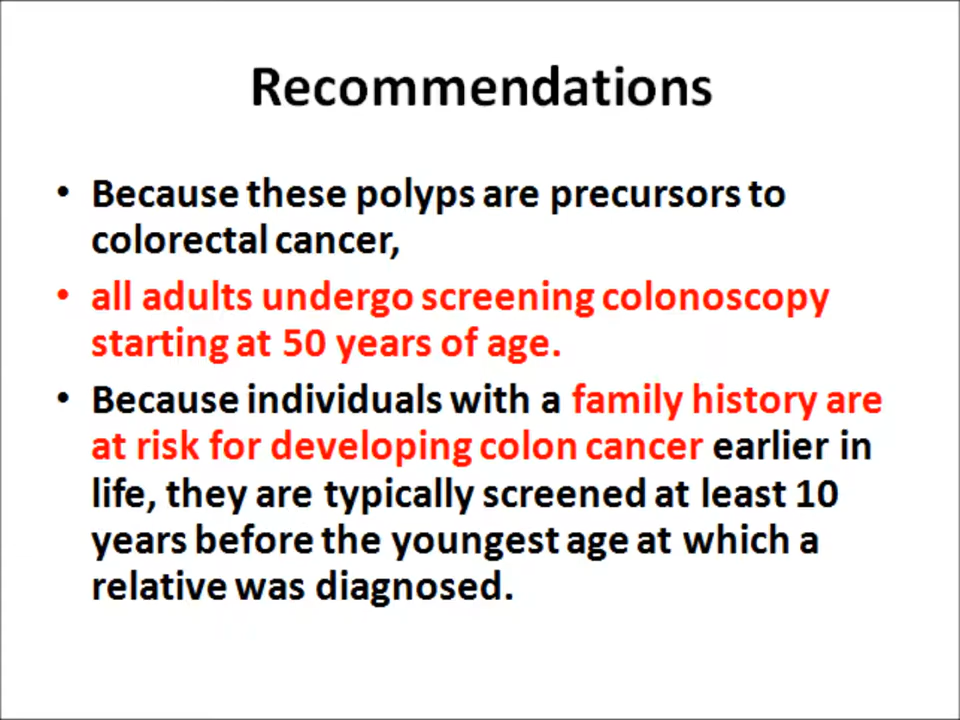 Recommendations
• Because these polyps are precursors to
colorectal cancer,
• all adults undergo screening colonoscopy
starting at 50 years of age.
• Because individuals with a family history are
at risk for developing colon cancer earlier in
life, they are typically screened at least 10
years before the youngest age at which a
relative was diagnosed.